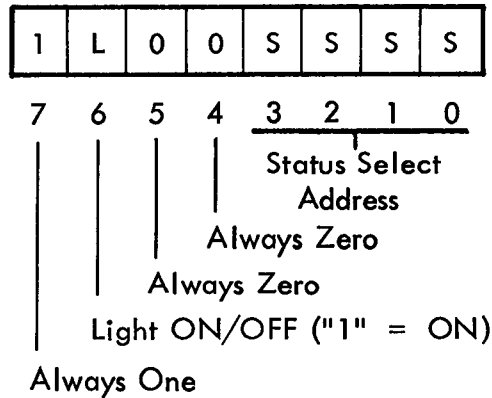 1 L 0 0 S S S S
7 6 5 4 3 2 1 0
Status Select
Address
Always Zero
Always Zero
Light ON/OFF ("1" = ON)
Always One